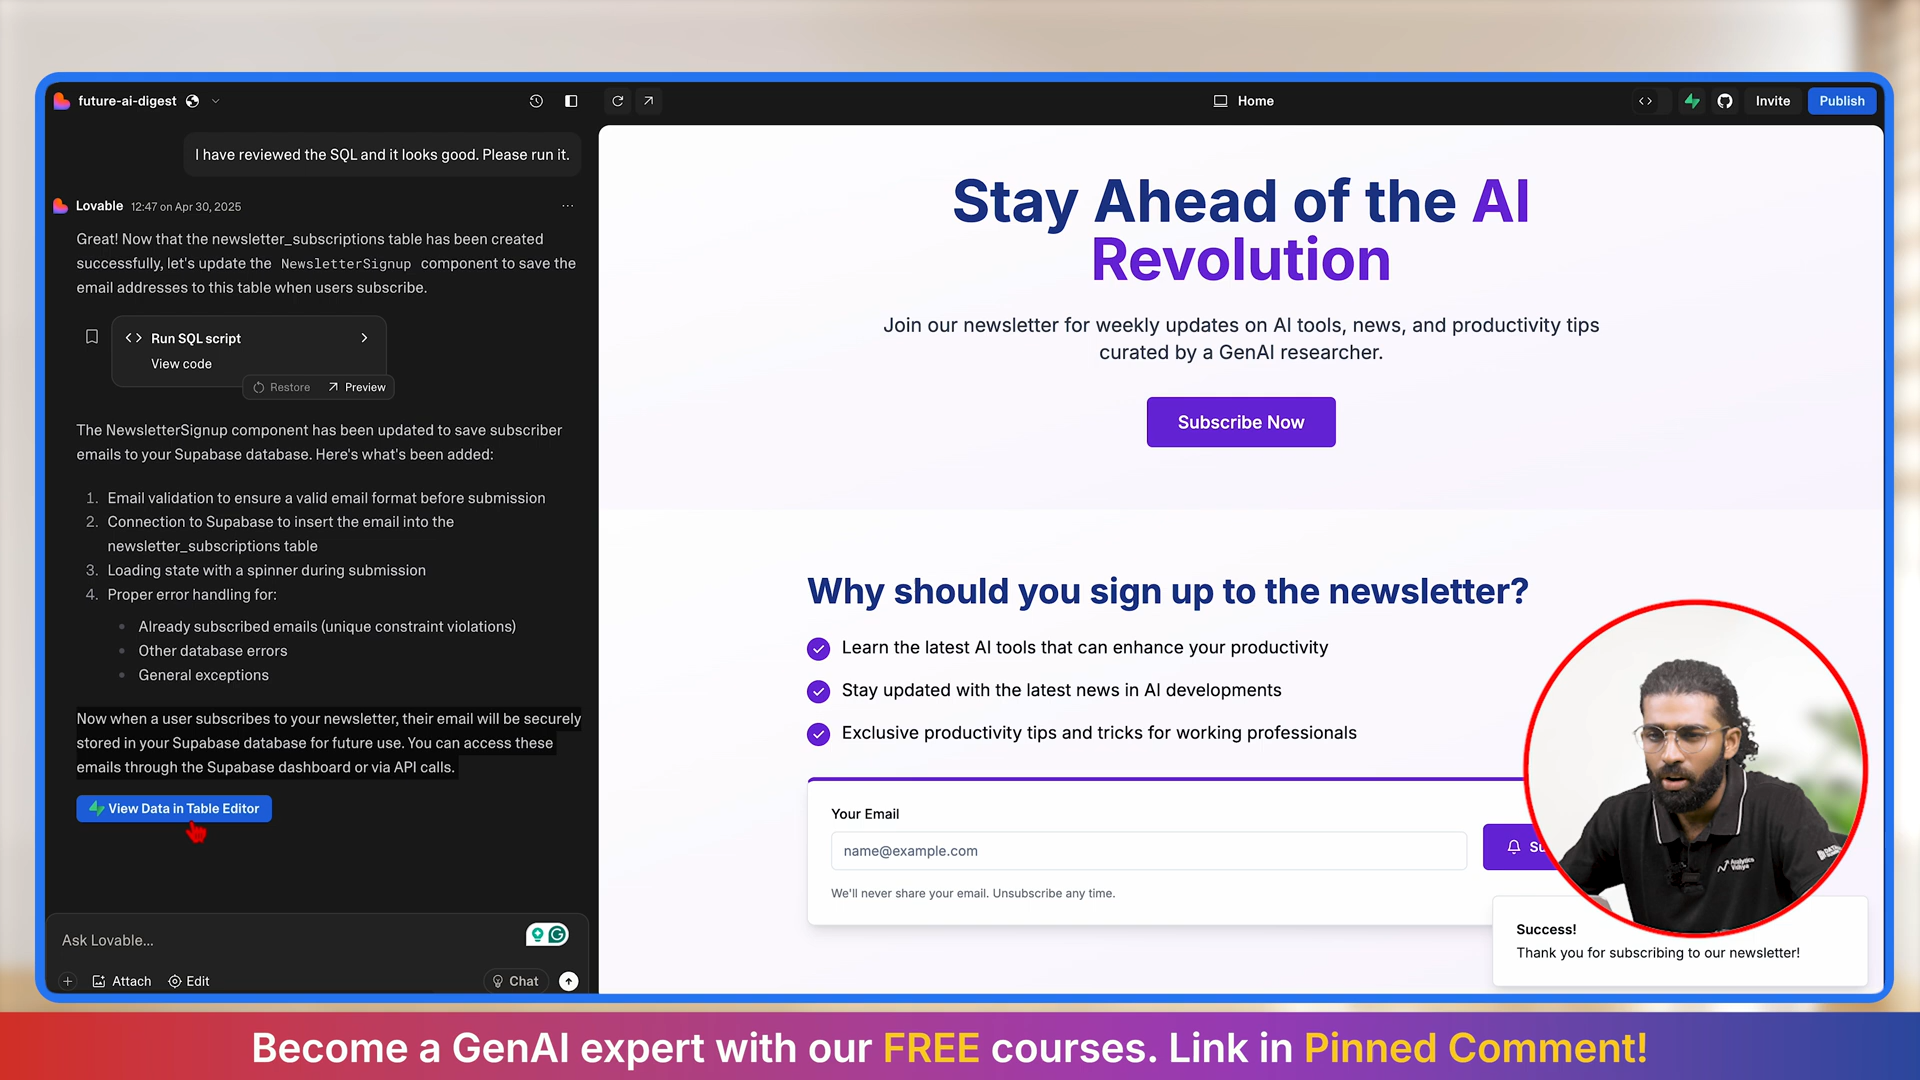 future-ai-digest
I have reviewed the SQL and it looks good. Please run it.
Lovable 12:47 on Apr 30, 2025
Great! Now that the newsletter_subscriptions table has been created
successfully, let's update the NewsletterSignup component to save the
email addresses to this table when users subscribe.
Run SQL script
View code
Restore Preview
The NewsletterSignup component has been updated to save subscriber
emails to your Supabase database. Here's what's been added:
1. Email validation to ensure a valid email format before submission
2. Connection to Supabase to insert the email into the
newsletter_subscriptions table
3. Loading state with a spinner during submission
4. Proper error handling for:
• Already subscribed emails (unique constraint violations)
• Other database errors
• General exceptions
Now when a user subscribes to your newsletter, their email will be securely
stored in your Supabase database for future use. You can access these
emails through the Supabase dashboard or via API calls.
View Data in Table Editor
Ask Lovable...
Attach Edit Chat
Home
Invite Publish
Stay Ahead of the AI
Revolution
Join our newsletter for weekly updates on AI tools, news, and productivity tips
curated by a GenAI researcher.
Subscribe Now
Why should you sign up to the newsletter?
Learn the latest AI tools that can enhance your productivity
Stay updated with the latest news in AI developments
Exclusive productivity tips and tricks for working professionals
Your Email
name@example.com
We'll never share your email. Unsubscribe any time.
Success!
Thank you for subscribing to our newsletter!
Analytics
Vidhya
Become a GenAI expert with our FREE courses. Link in Pinned Comment!